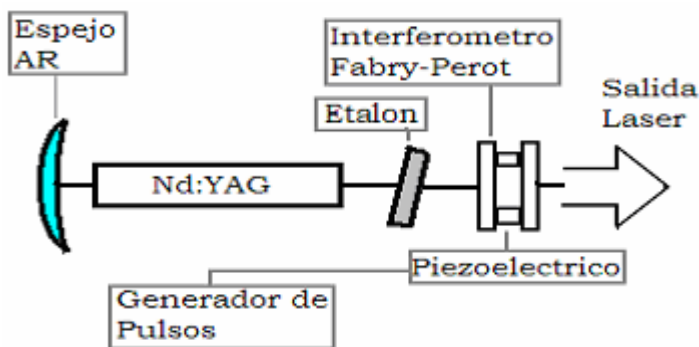 Espejo
AR
Interferometro
Fabry-Perot
Salida
Laser
Etalon
Nd:YAG
Piezoelectrico
Generador de
Pulsos